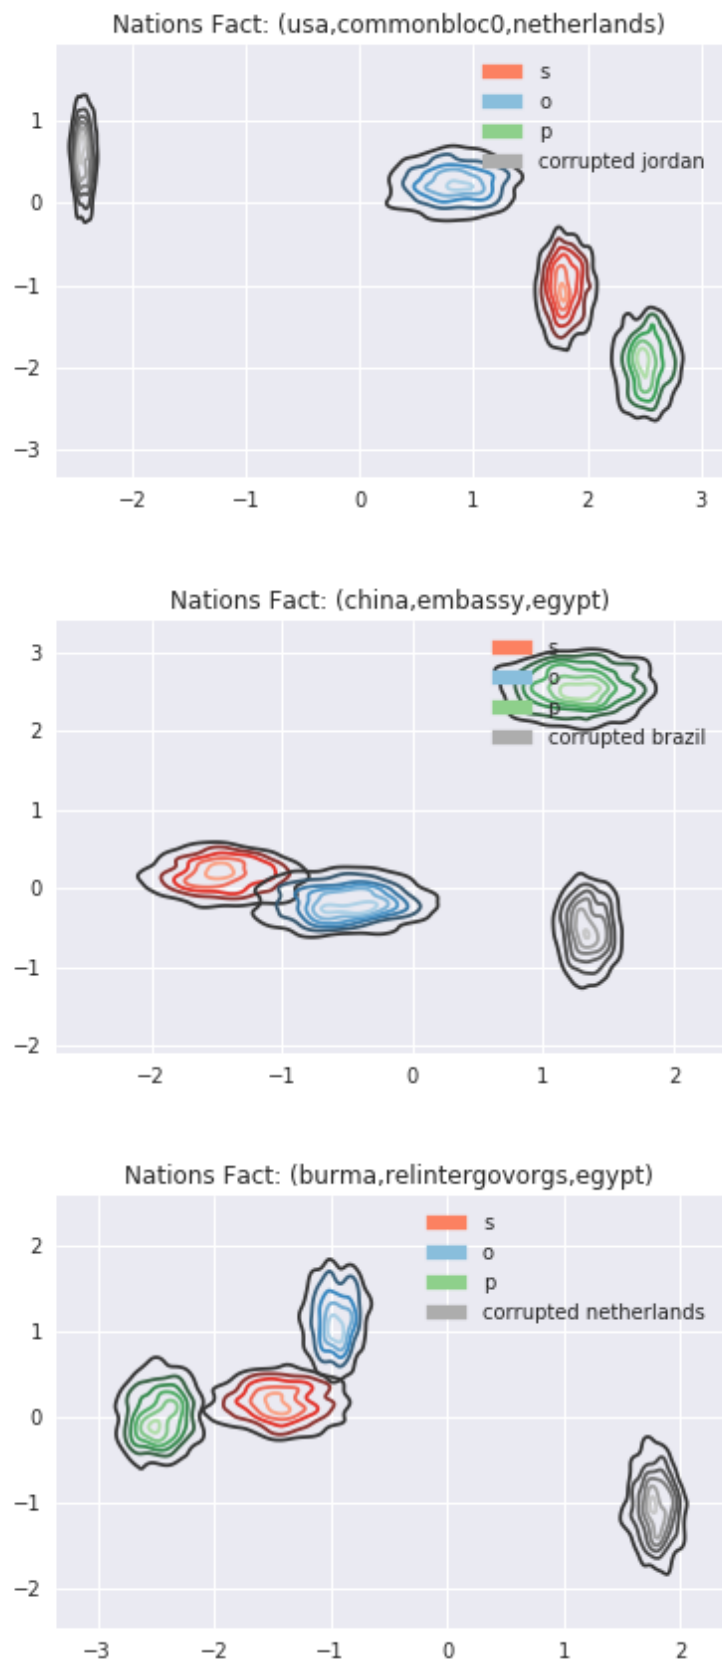 Nations Fact: (usa,commonbloc0,netherlands)
s
o
p
corrupted jordan
1
0
−1
−2
−3
−2 −1 0 1 2 3
Nations Fact: (china,embassy,egypt)
s
o
p
corrupted brazil
3
2
1
0
−1
−2
−2 −1 0 1 2
Nations Fact: (burma,relintergovorgs,egypt)
s
o
p
corrupted netherlands
2
1
0
−1
−2
−3 −2 −1 0 1 2